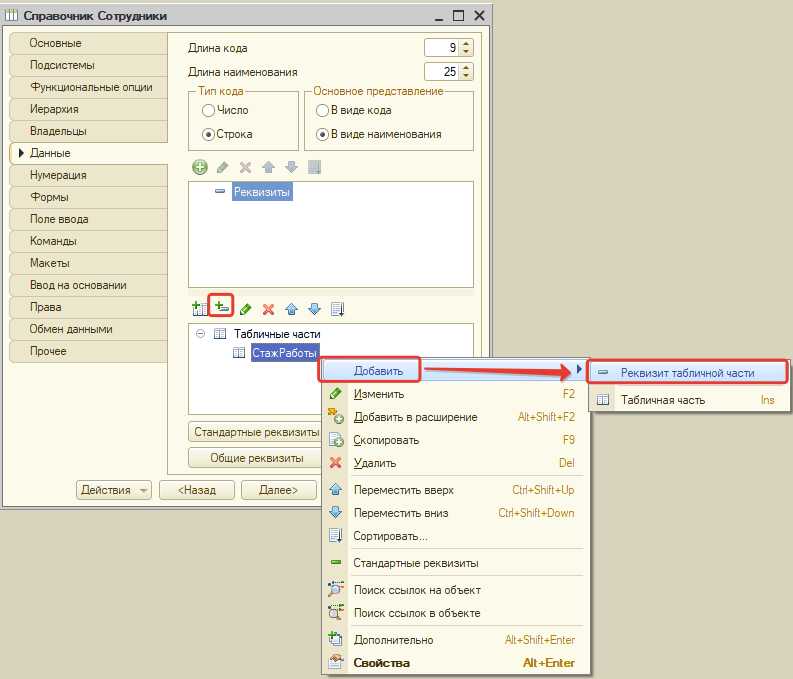 Справочник Сотрудники
Основные
Подсистемы
Функциональные опции
Иерархия
Владельцы
Данные
Нумерация
Формы
Поле ввода
Команды
Макеты
Ввод на основании
Права
Обмен данными
Прочее
Длина кода 9
Длина наименования 25
Тип кода
Число
Строка
Основное представление
В виде кода
В виде наименования
Реквизиты
Табличные части
СтажРаботы
Стандартные реквизиты
Общие реквизиты
Действия <Назад Далее>
Добавить
Изменить F2
Добавить в расширение Alt+Shift+F2
Скопировать F9
Удалить Del
Переместить вверх Ctrl+Shift+Up
Переместить вниз Ctrl+Shift+Down
Сортировать...
Стандартные реквизиты
Поиск ссылок на объект
Поиск ссылок в объекте
Дополнительно Alt+Shift+Enter
Свойства Alt+Enter
Реквизит табличной части
Табличная часть Ins